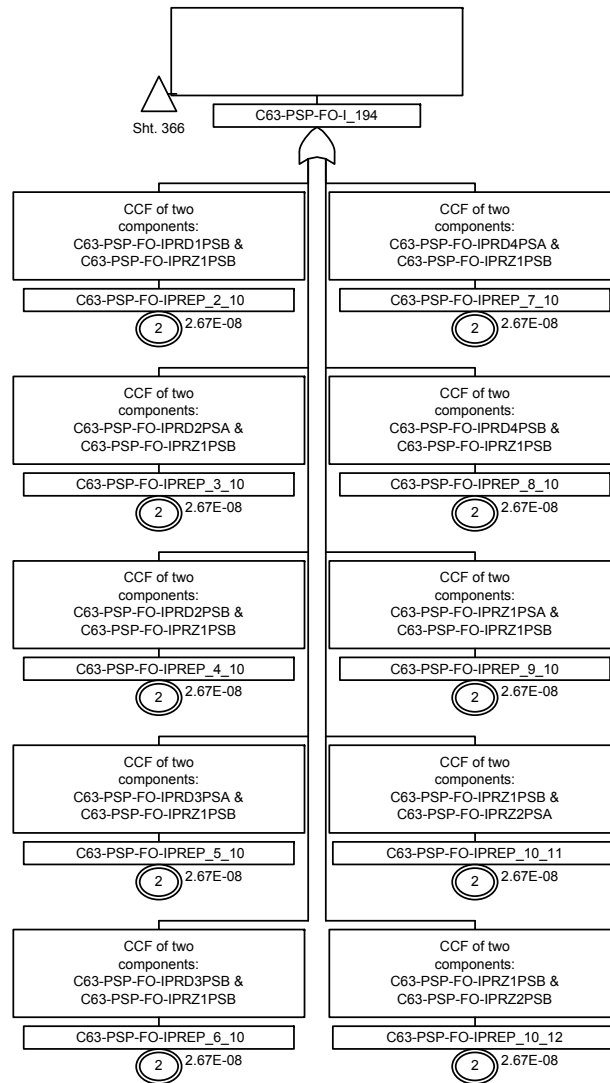 C63-PSP-FO-I_194
Sht. 366
CCF of two
components:
C63-PSP-FO-IPRD1PSB &
C63-PSP-FO-IPRZ1PSB
C63-PSP-FO-IPREP_2_10
2
2.67E-08
CCF of two
components:
C63-PSP-FO-IPRD4PSA &
C63-PSP-FO-IPRZ1PSB
C63-PSP-FO-IPREP_7_10
2
2.67E-08
CCF of two
components:
C63-PSP-FO-IPRD2PSA &
C63-PSP-FO-IPRZ1PSB
C63-PSP-FO-IPREP_3_10
2
2.67E-08
CCF of two
components:
C63-PSP-FO-IPRD4PSB &
C63-PSP-FO-IPRZ1PSB
C63-PSP-FO-IPREP_8_10
2
2.67E-08
CCF of two
components:
C63-PSP-FO-IPRD2PSB &
C63-PSP-FO-IPRZ1PSB
C63-PSP-FO-IPREP_4_10
2
2.67E-08
CCF of two
components:
C63-PSP-FO-IPRZ1PSA &
C63-PSP-FO-IPRZ1PSB
C63-PSP-FO-IPREP_9_10
2
2.67E-08
CCF of two
components:
C63-PSP-FO-IPRD3PSA &
C63-PSP-FO-IPRZ1PSB
C63-PSP-FO-IPREP_5_10
2
2.67E-08
CCF of two
components:
C63-PSP-FO-IPRZ1PSB &
C63-PSP-FO-IPRZ2PSA
C63-PSP-FO-IPREP_10_11
2
2.67E-08
CCF of two
components:
C63-PSP-FO-IPRD3PSB &
C63-PSP-FO-IPRZ1PSB
C63-PSP-FO-IPREP_6_10
2
2.67E-08
CCF of two
components:
C63-PSP-FO-IPRZ1PSB &
C63-PSP-FO-IPRZ2PSB
C63-PSP-FO-IPREP_10_12
2
2.67E-08